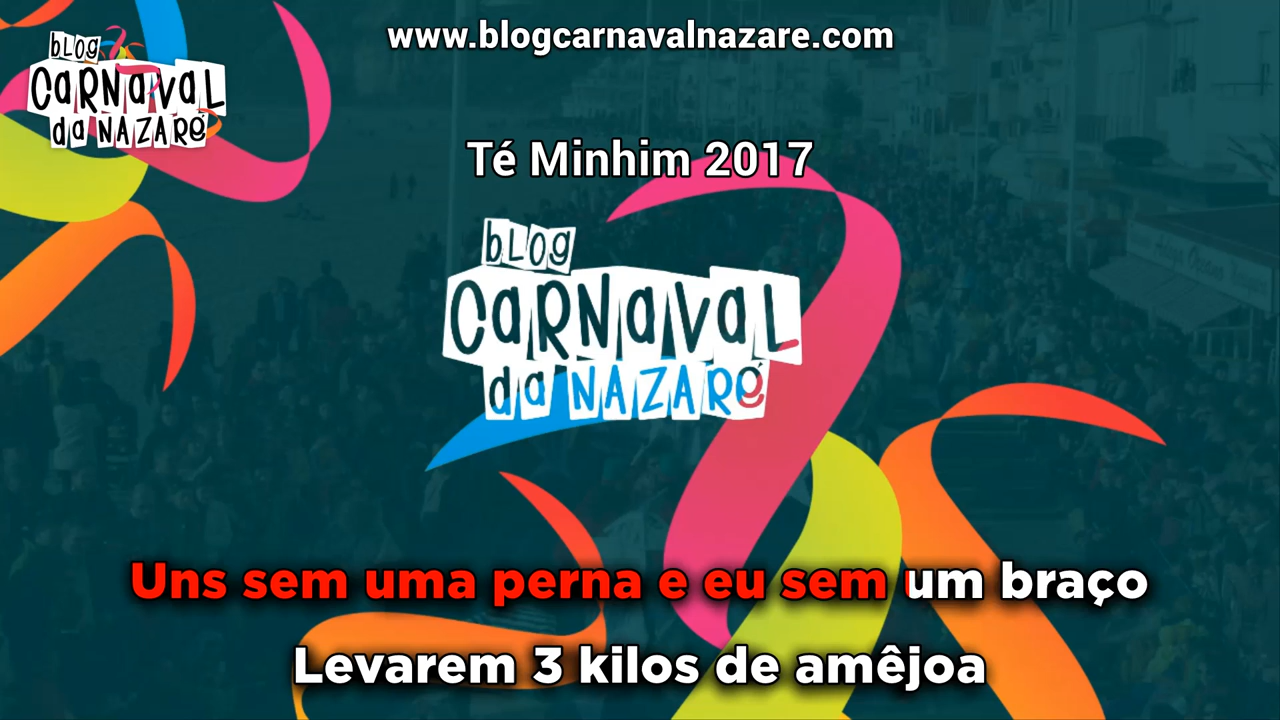 www.blogcarnavalnazare.com
BLOG
CARNAVAL
da NAZARÉ
Té Minhim 2017
BLOG
CARNAVAL
da NAZARÉ
Uns sem uma perna e eu sem um braço
Levarem 3 kilos de amêjoa